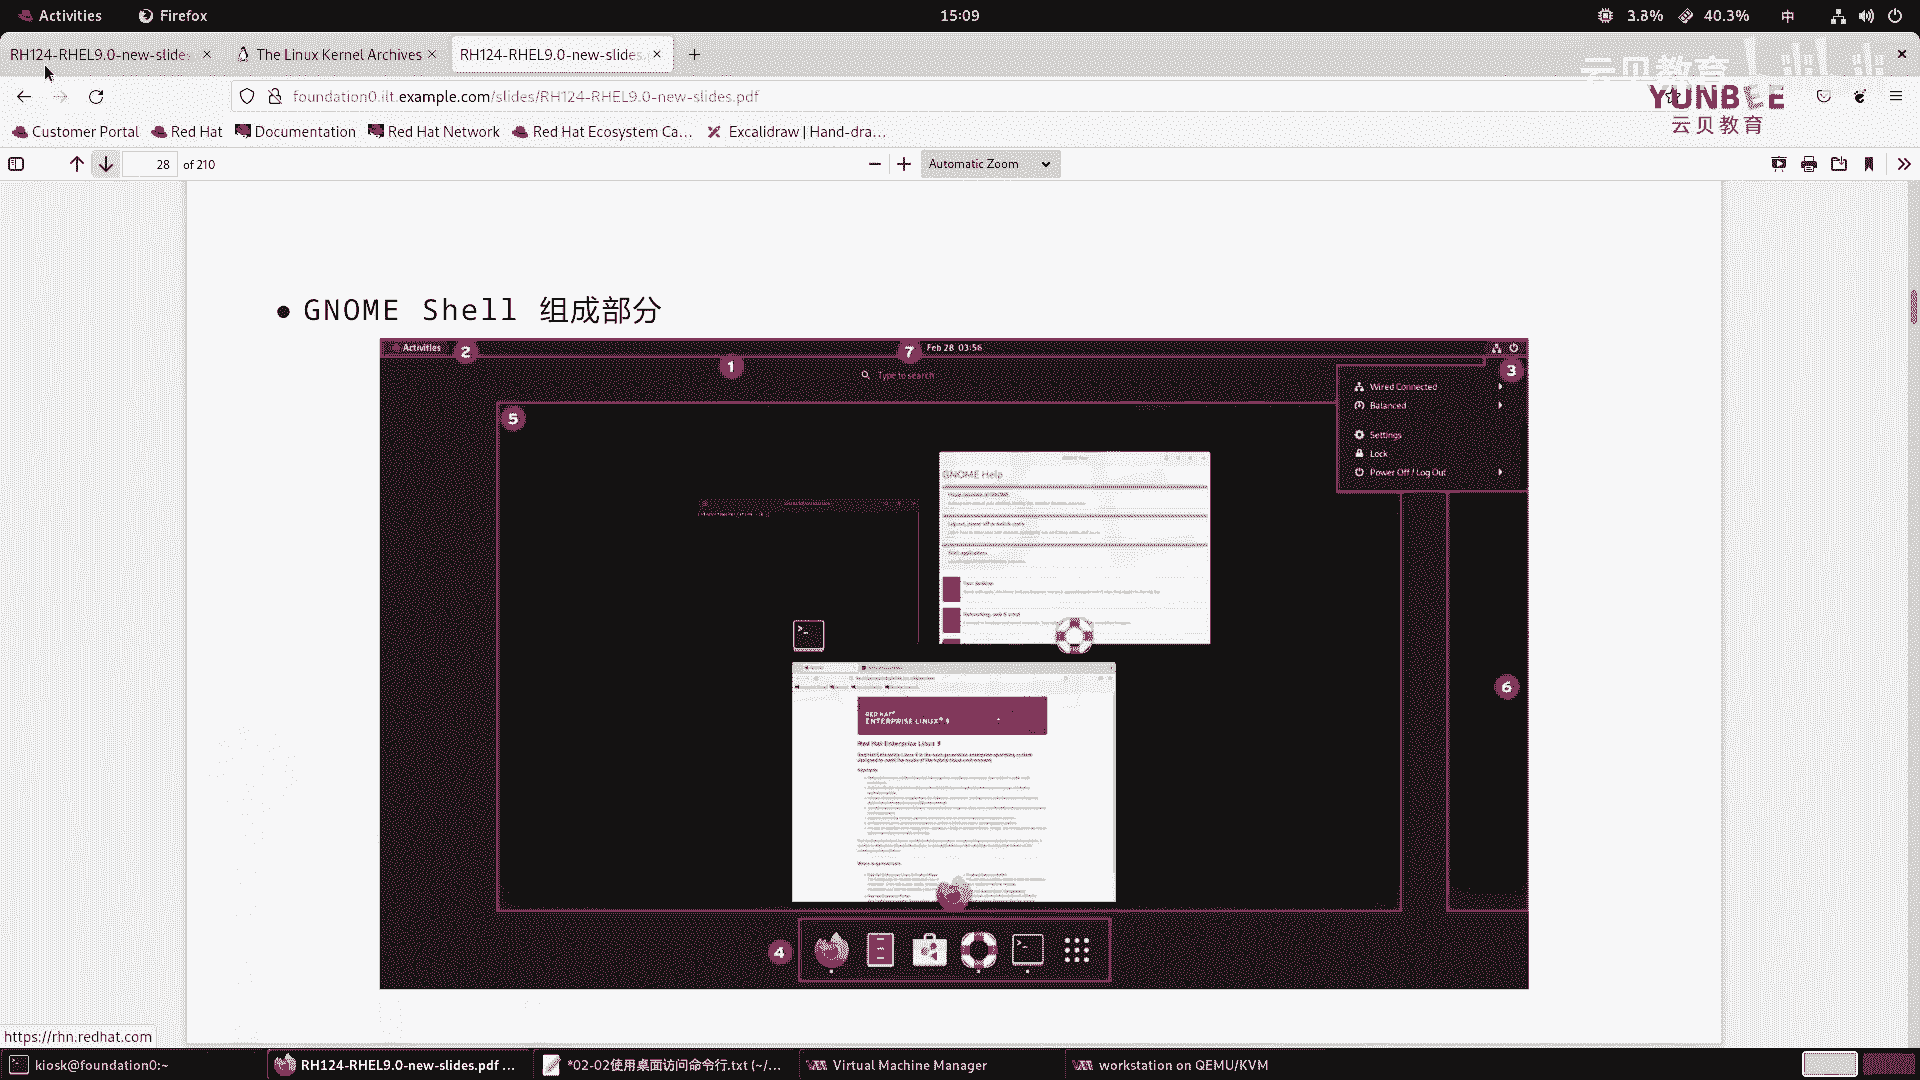 Activities
Firefox
15:09
3.8%
40.3%
中
RH124-RHEL9.0-new-slides
The Linux Kernel Archives
RH124-RHEL9.0-new-slides.
云贝教育
foundation0.ilt.example.com/slides/RH124-RHEL9.0-new-slides.pdf
YUNBEE
云贝教育
Customer Portal
Red Hat
Documentation
Red Hat Network
Red Hat Ecosystem Ca...
Excalidraw | Hand-dra...
28 of 210
Automatic Zoom
• GNOME Shell 组成部分
Activities
2
7
Feb 28 03:56
1
Type to search
3
Wired Connected
Balanced
Settings
Lock
Power Off / Log Out
5
GNOME Help
6
RED HAT
ENTERPRISE LINUX 9
Red Hat Enterprise Linux 9
4
https://rhn.redhat.com
kiosk@foundation0:~
RH124-RHEL9.0-new-slides.pdf ...
*02-02使用桌面访问命令行.txt (~/...
Virtual Machine Manager
workstation on QEMU/KVM